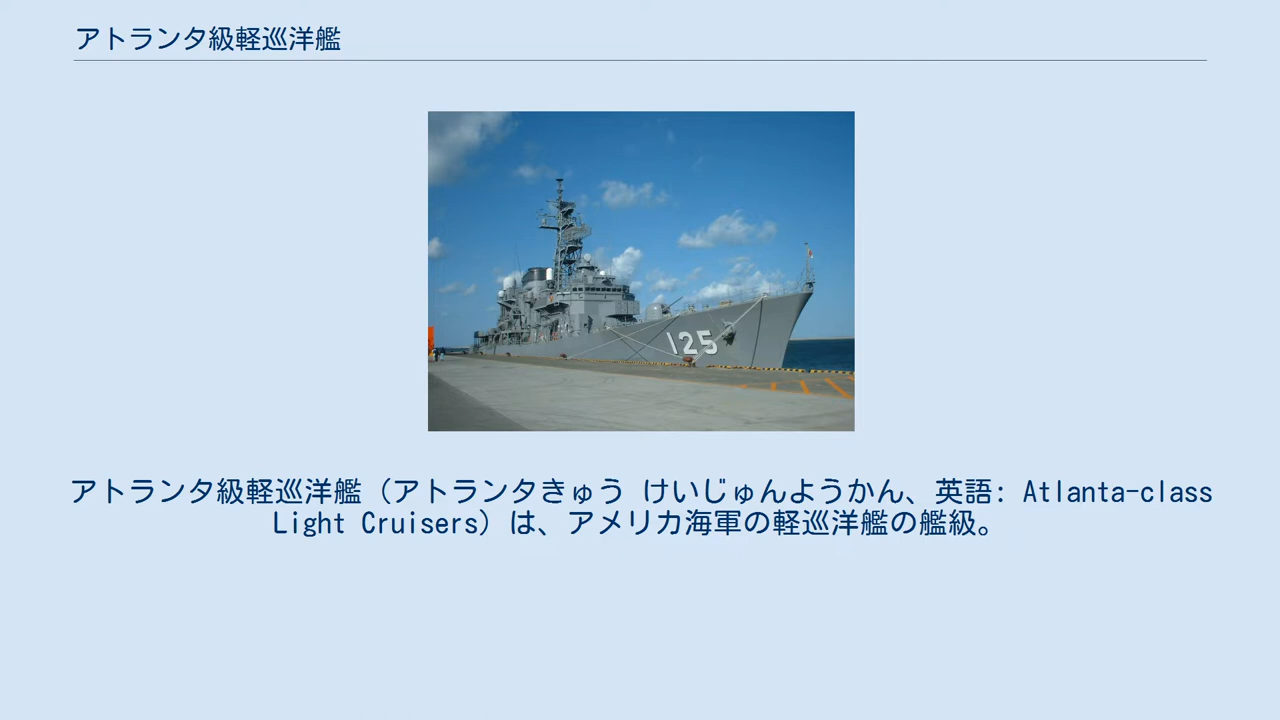 アトランタ級軽巡洋艦
125
アトランタ級軽巡洋艦（アトランタきゅう けいじゅんようかん、英語: Atlanta-class
Light Cruisers）は、アメリカ海軍の軽巡洋艦の艦級。